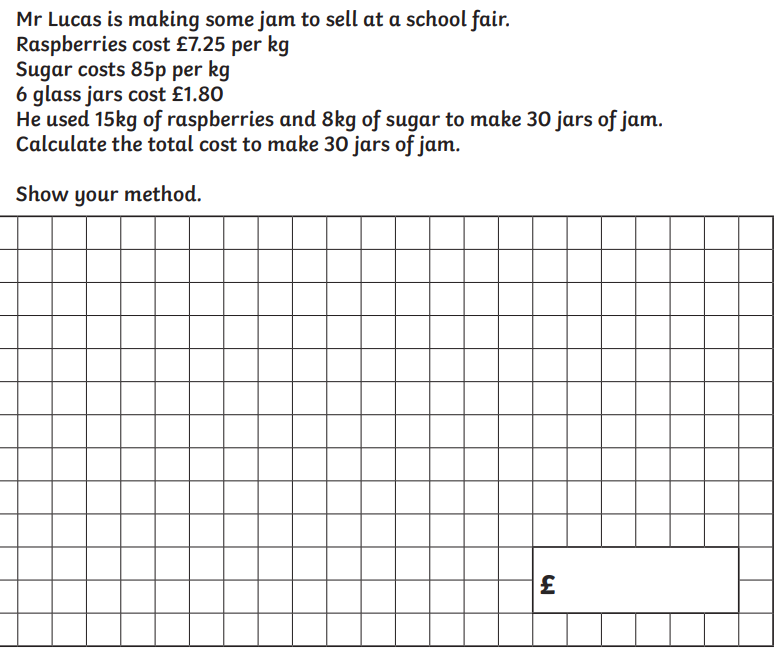 Mr Lucas is making some jam to sell at a school fair.
Raspberries cost £7.25 per kg
Sugar costs 85p per kg
6 glass jars cost £1.80
He used 15kg of raspberries and 8kg of sugar to make 30 jars of jam.
Calculate the total cost to make 30 jars of jam.
Show your method.
£